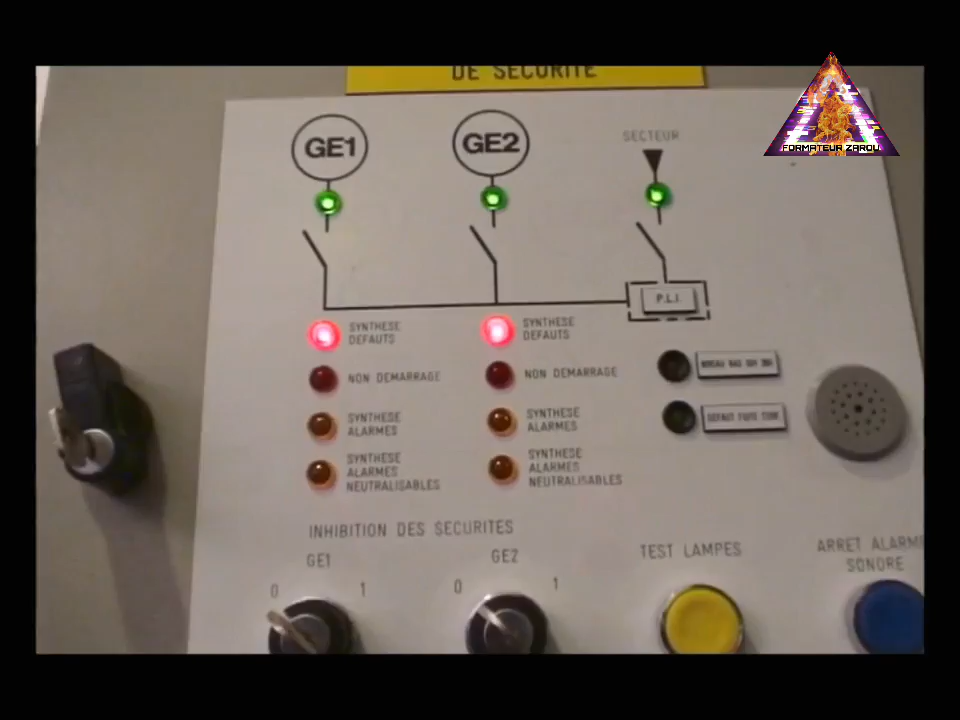 DE SECURITE
FORMATEUR ZAROU
GE1
GE2
SECTEUR
P.L.I.
SYNTHESE
DEFAUTS
SYNTHESE
DEFAUTS
NON DEMARRAGE
NON DEMARRAGE
SYNTHESE
ALARMES
SYNTHESE
ALARMES
SYNTHESE
ALARMES
NEUTRALISABLES
SYNTHESE
ALARMES
NEUTRALISABLES
INHIBITION DES SECURITES
GE1
GE2
0
1
0
1
TEST LAMPES
ARRET ALARME
SONORE